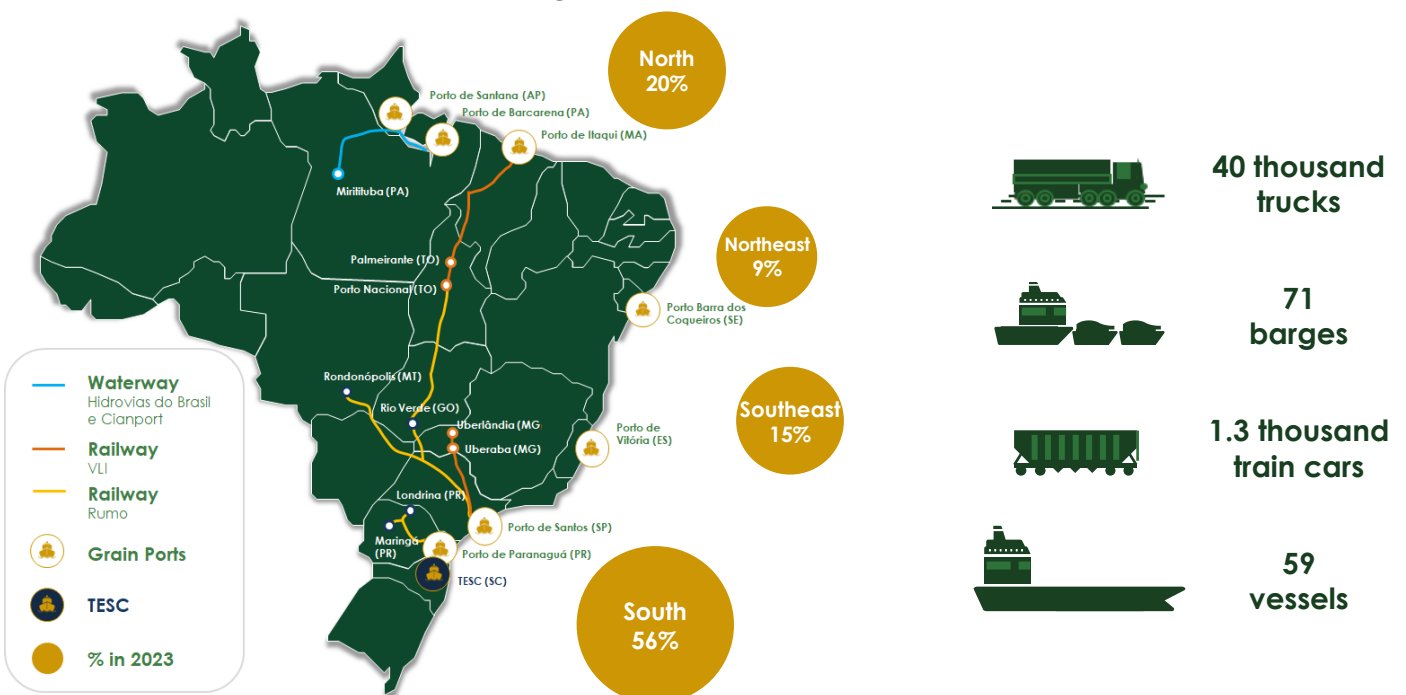 North
20%
Porto de Santana (AP)
Porto de Barcarena (PA)
Porto de Itaqui (MA)
Mirilituba (PA)
40 thousand
trucks
Northeast
9%
Palmeirante (TO)
Porto Nacional (TO)
Porto Barra dos
Coqueiros (SE)
71
barges
Waterway
Hidrovias do Brasil
e Cianport
Railway
VLI
Railway
Rumo
Grain Ports
TESC
% in 2023
Rondonópolis (MT)
Rio Verde (GO)
Uberlândia (MG
Uberaba (MG)
Porto de
Vitória (ES)
Southeast
15%
1.3 thousand
train cars
Londrina (PR)
Maringá
(PR)
Porto de Santos (SP)
Porto de Paranaguá (PR)
TESC (SC)
South
56%
59
vessels